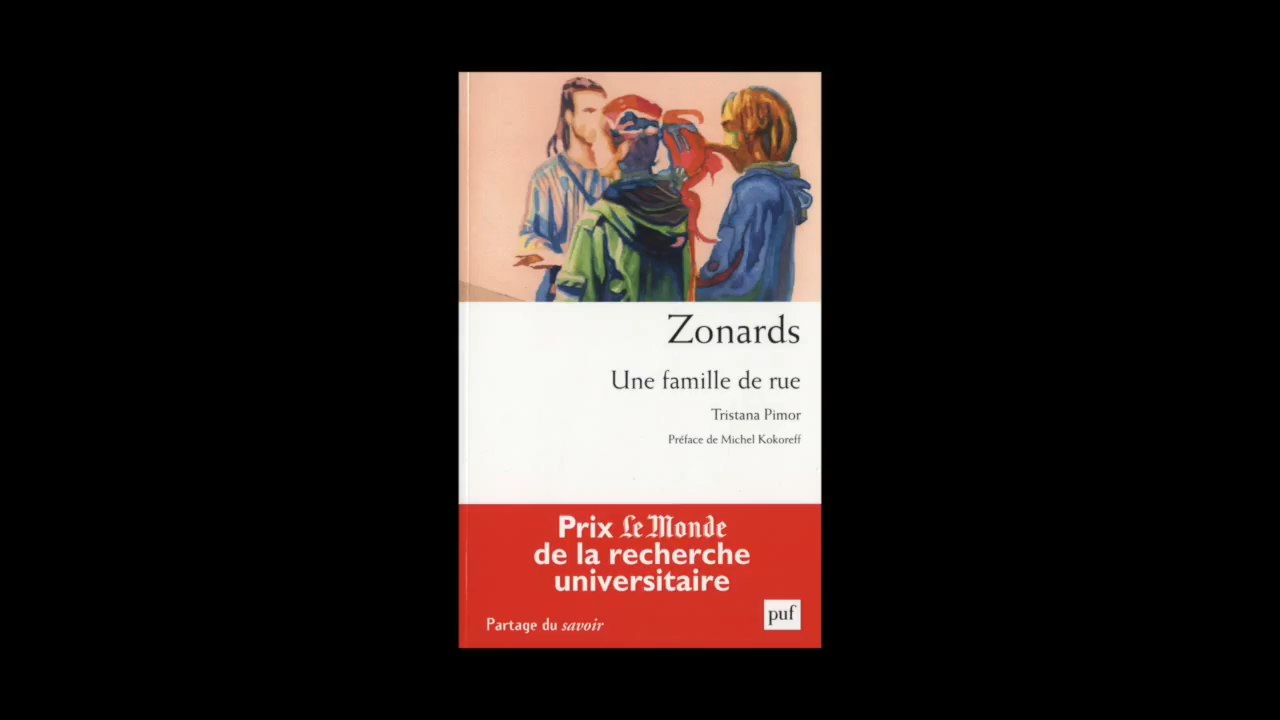 Zonards
Une famille de rue
Tristana Pimor
Préface de Michel Kokoreff
Prix Le Monde
de la recherche
universitaire
Partage du savoir
puf